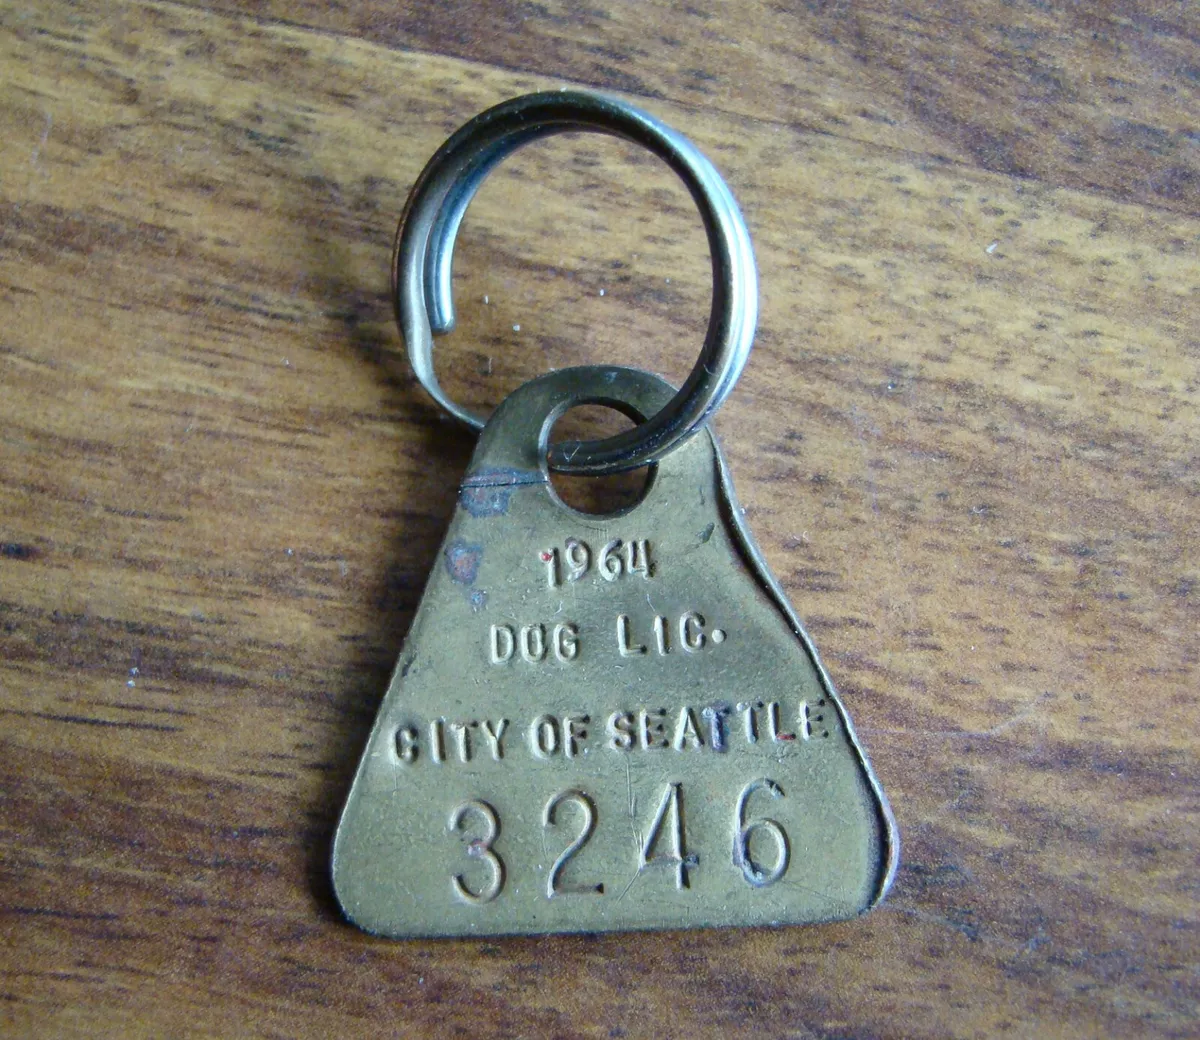 1964
DOG LIC.
CITY OF SEATTLE
3246